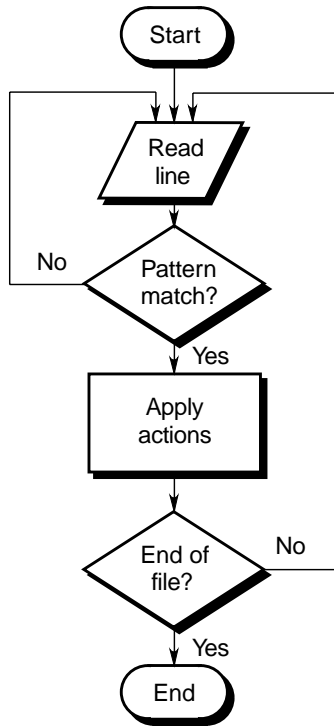 Start
Read
line
No
Pattern
match?
Yes
Apply
actions
End of
file?
No
Yes
End